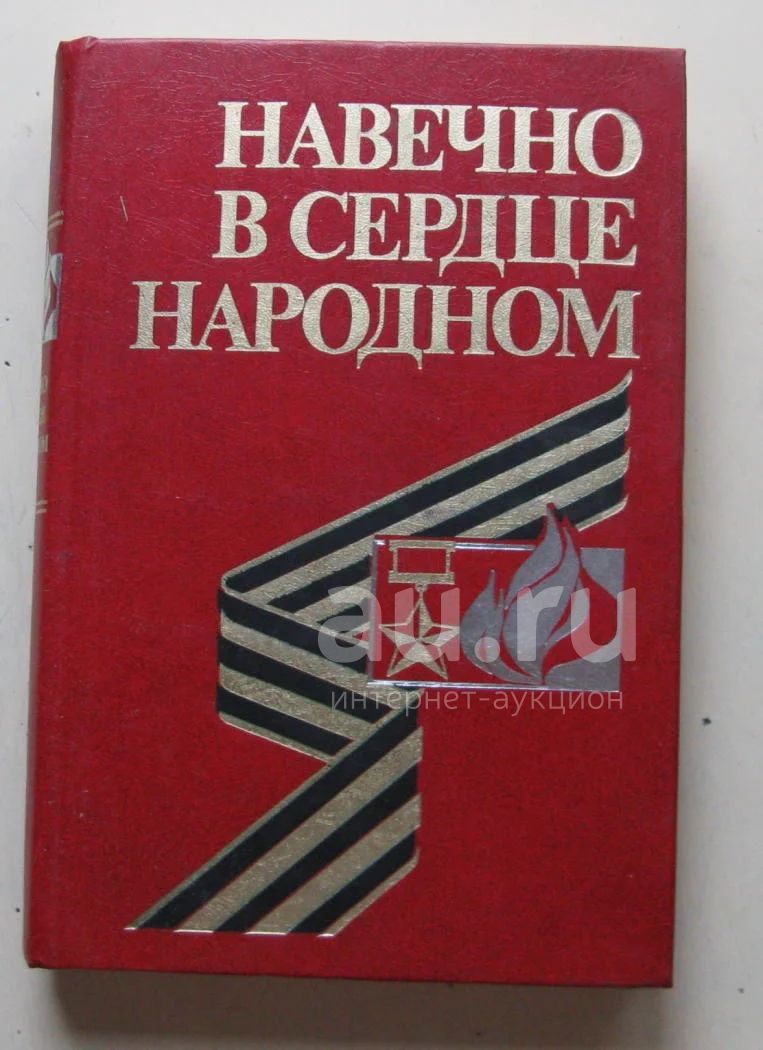 НАВЕЧНО
В СЕРДЦЕ
НАРОДНОМ
au.ru
интернет-аукцион